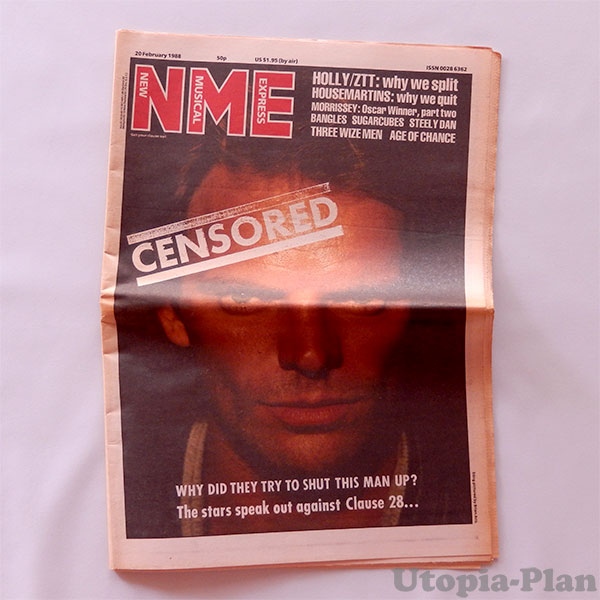 20 February 1988 50p US $1.95 (by air) ISSN 0028 6362
NEW
MUSICAL
EXPRESS
NME
HOLLY/ZTT: why we split
HOUSEMARTINS: why we quit
MORRISSEY: Oscar Winner, part two
BANGLES SUGARCUBES STEELY DAN
THREE WIZE MEN AGE OF CHANCE
CENSORED
WHY DID THEY TRY TO SHUT THIS MAN UP?
The stars speak out against Clause 28...
Utopia-Plan